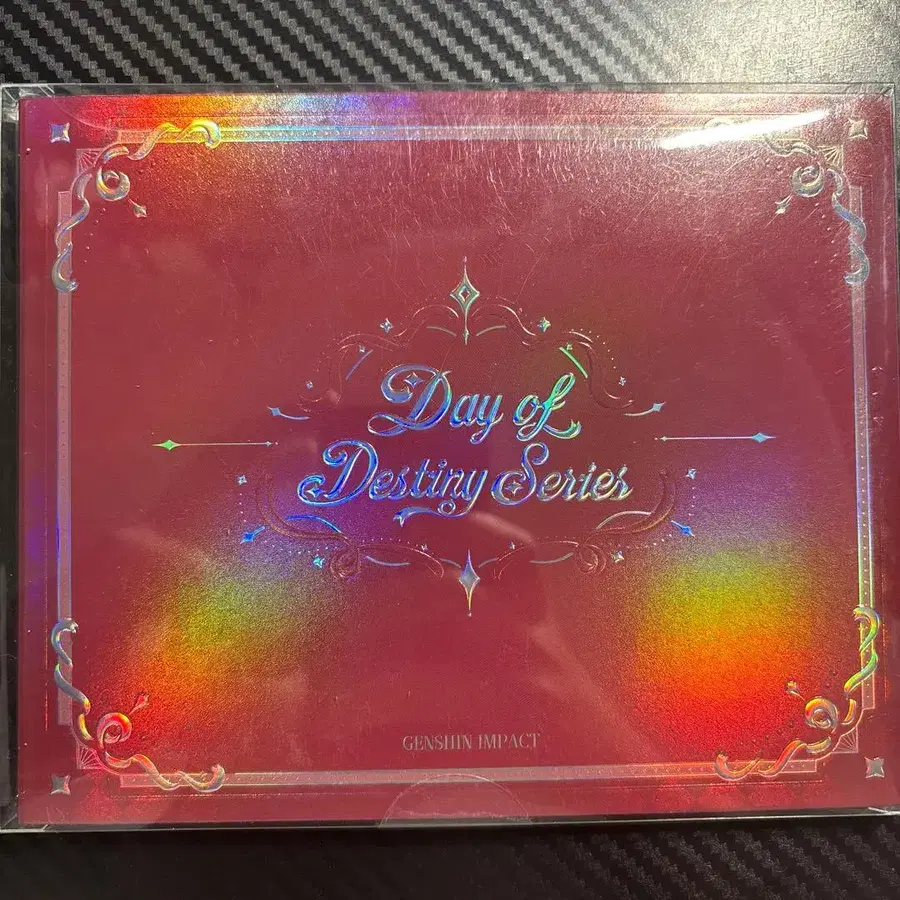 Day of
Destiny Series
GENSHIN IMPACT